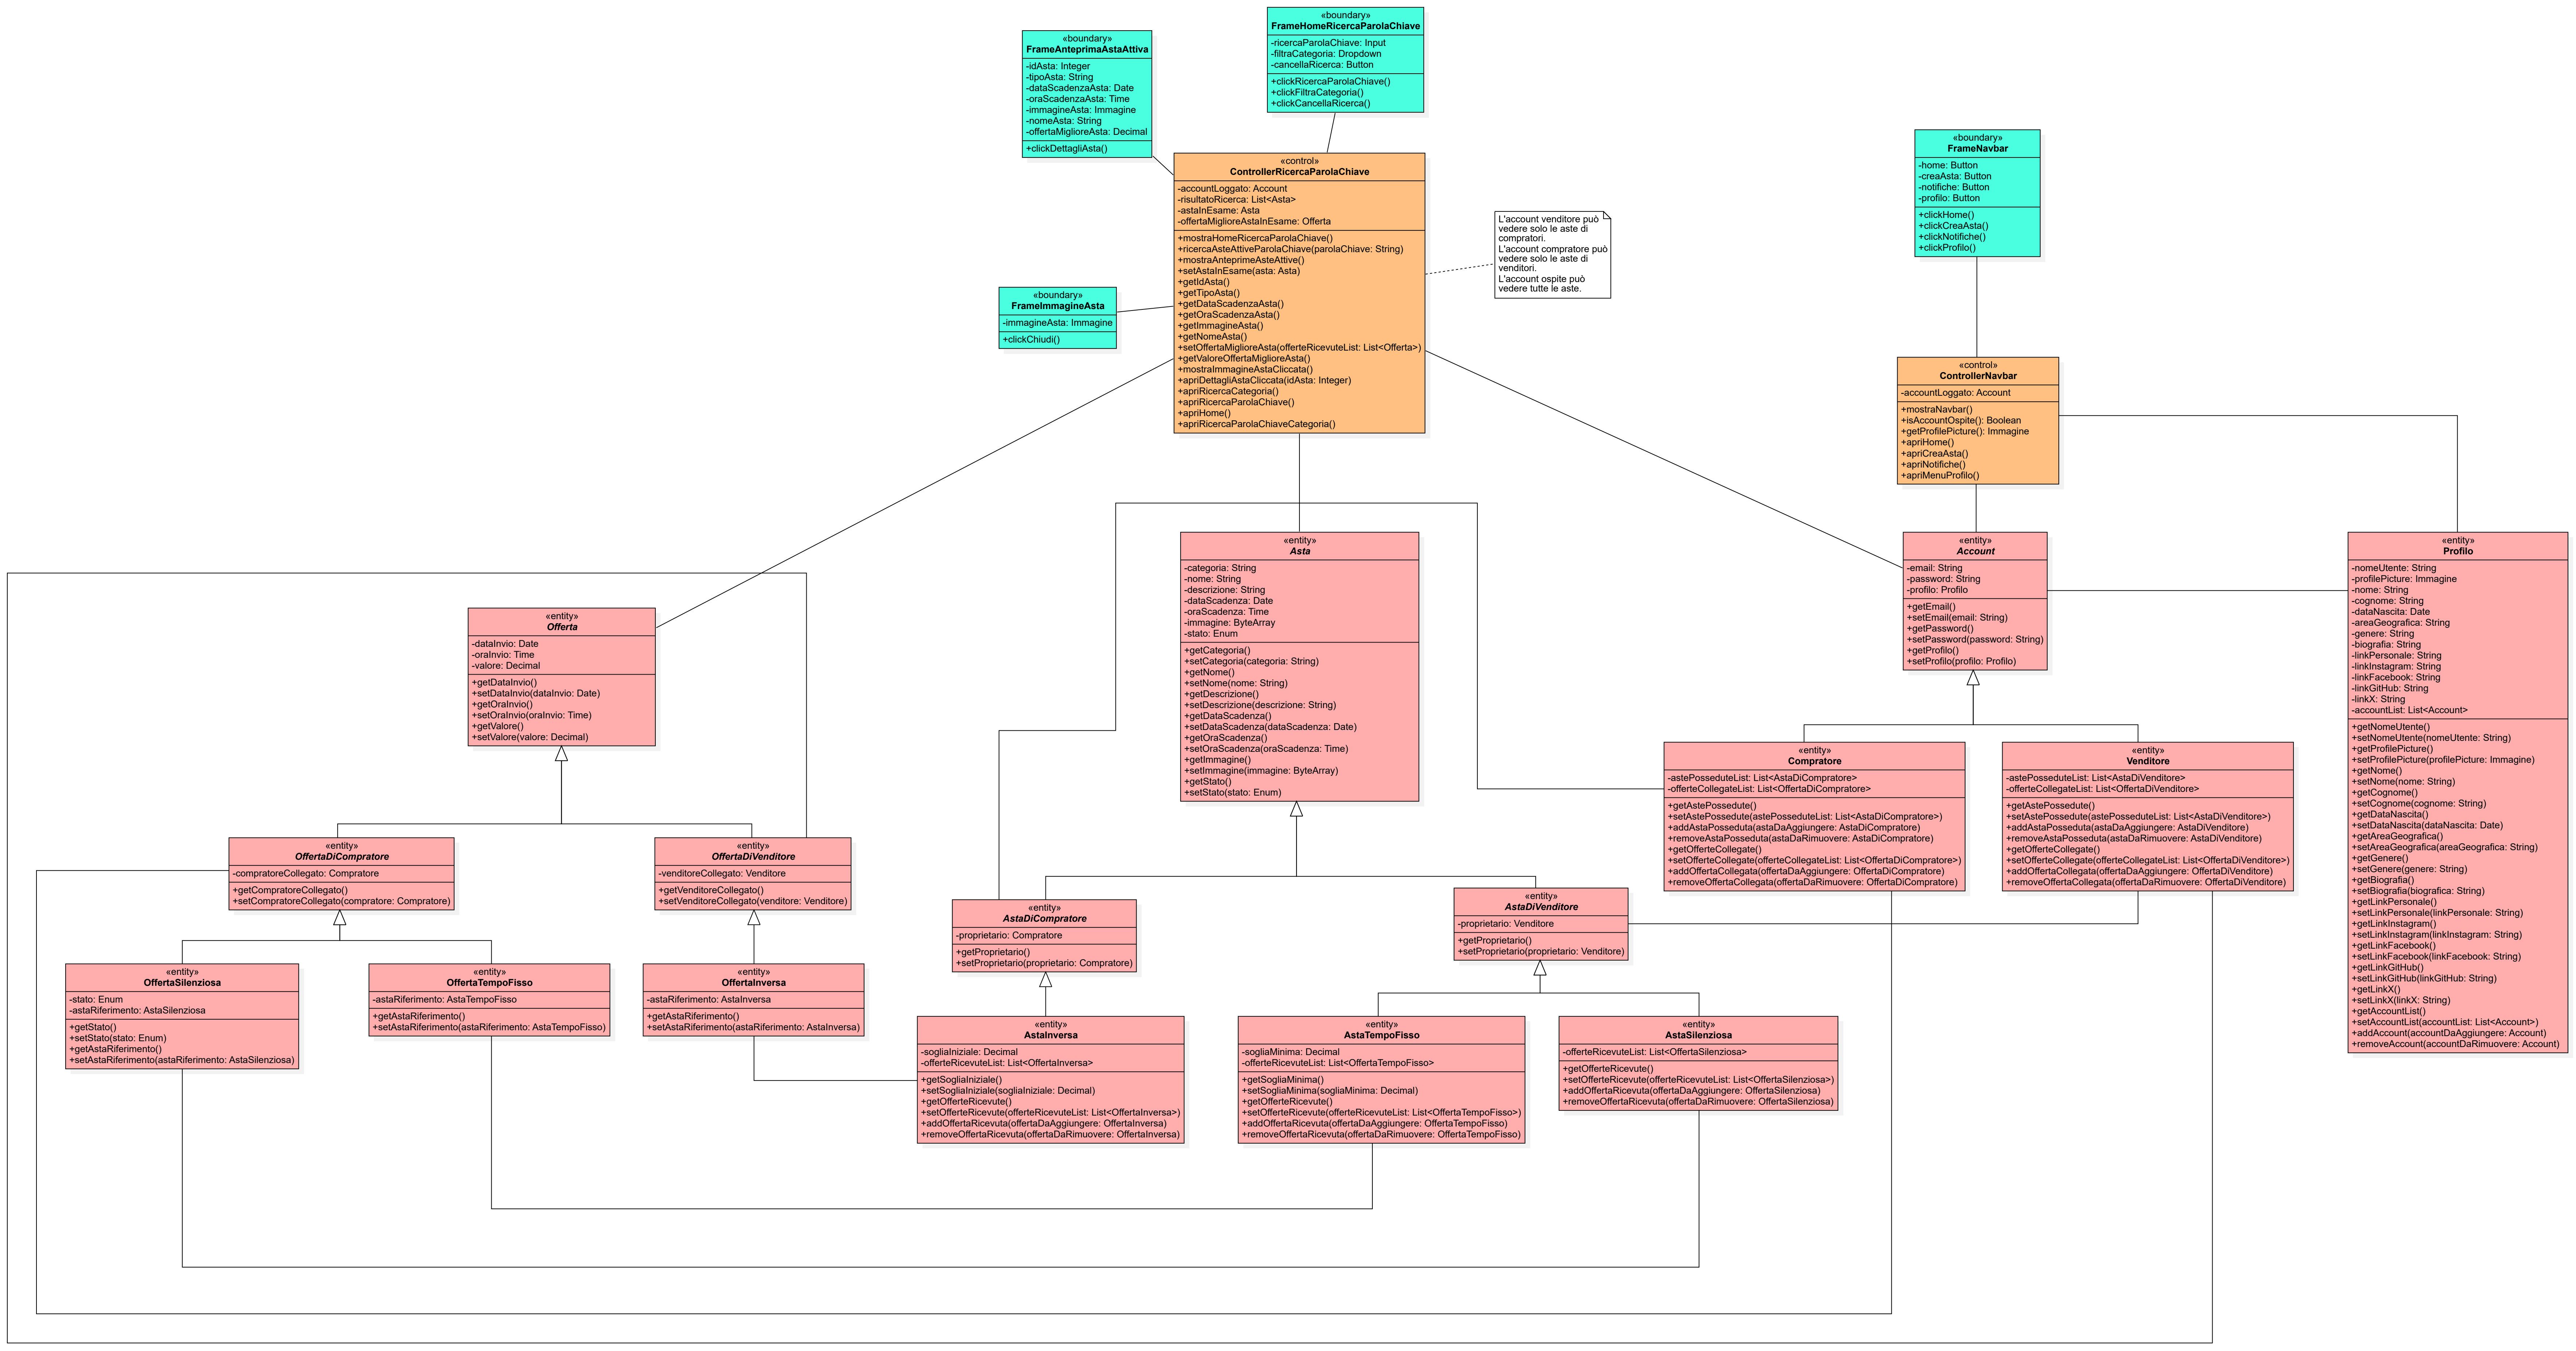 «boundary»
FrameAnteprimaAstaAttiva
-idAsta: Integer
-tipoAsta: String
-dataScadenzaAsta: Date
-oraScadenzaAsta: Time
-immagineAsta: Immagine
-nomeAsta: String
-offertaMiglioreAsta: Decimal
+clickDettagliAsta()
«boundary»
FrameHomeRicercaParolaChiave
-ricercaParolaChiave: Input
-filtraCategoria: Dropdown
-cancellaRicerca: Button
+clickRicercaParolaChiave()
+clickFiltraCategoria()
+clickCancellaRicerca()
«boundary»
FrameNavbar
-home: Button
-creaAsta: Button
-notifiche: Button
-profilo: Button
+clickHome()
+clickCreaAsta()
+clickNotifiche()
+clickProfilo()
«control»
ControllerRicercaParolaChiave
-accountLoggato: Account
-risultatoRicerca: List<Asta>
-astaInEsame: Asta
-offertaMiglioreAstaInEsame: Offerta
+mostraHomeRicercaParolaChiave()
+ricercaAsteAttiveParolaChiave(parolaChiave: String)
+mostraAnteprimeAsteAttive()
+setAstaInEsame(asta: Asta)
+getIdAsta()
+getTipoAsta()
+getDataScadenzaAsta()
+getOraScadenzaAsta()
+getImmagineAsta()
+getNomeAsta()
+setOffertaMiglioreAsta(offerteRicevuteList: List<Offerta>)
+getValoreOffertaMiglioreAsta()
+mostraImmagineAstaCliccata()
+apriDettagliAstaCliccata(idAsta: Integer)
+apriRicercaCategoria()
+apriRicercaParolaChiave()
+apriHome()
+apriRicercaParolaChiaveCategoria()
L'account venditore può
vedere solo le aste di
compratori.
L'account compratore può
vedere solo le aste di
venditori.
L'account ospite può
vedere tutte le aste.
«boundary»
FrameImmagineAsta
-immagineAsta: Immagine
+clickChiudi()
«control»
ControllerNavbar
-accountLoggato: Account
+mostraNavbar()
+isAccountOspite(): Boolean
+getProfilePicture(): Immagine
+apriHome()
+apriCreaAsta()
+apriNotifiche()
+apriMenuProfilo()
«entity»
Asta
-categoria: String
-nome: String
-descrizione: String
-dataScadenza: Date
-oraScadenza: Time
-immagine: ByteArray
-stato: Enum
+getCategoria()
+setCategoria(categoria: String)
+getNome()
+setNome(nome: String)
+getDescrizione()
+setDescrizione(descrizione: String)
+getDataScadenza()
+setDataScadenza(dataScadenza: Date)
+getOraScadenza()
+setOraScadenza(oraScadenza: Time)
+getImmagine()
+setImmagine(immagine: ByteArray)
+getStato()
+setStato(stato: Enum)
«entity»
Account
-email: String
-password: String
-profilo: Profilo
+getEmail()
+setEmail(email: String)
+getPassword()
+setPassword(password: String)
+getProfilo()
+setProfilo(profilo: Profilo)
«entity»
Profilo
-nomeUtente: String
-profilePicture: Immagine
-nome: String
-cognome: String
-dataNascita: Date
-areaGeografica: String
-genere: String
-biografia: String
-linkPersonale: String
-linkInstagram: String
-linkFacebook: String
-linkGitHub: String
-linkX: String
-accountList: List<Account>
+getNomeUtente()
+setNomeUtente(nomeUtente: String)
+getProfilePicture()
+setProfilePicture(profilePicture: Immagine)
+getNome()
+setNome(nome: String)
+getCognome()
+setCognome(cognome: String)
+getDataNascita()
+setDataNascita(dataNascita: Date)
+getAreaGeografica()
+setAreaGeografica(areaGeografica: String)
+getGenere()
+setGenere(genere: String)
+getBiografia()
+setBiografia(biografica: String)
+getLinkPersonale()
+setLinkPersonale(linkPersonale: String)
+getLinkInstagram()
+setLinkInstagram(linkInstagram: String)
+getLinkFacebook()
+setLinkFacebook(linkFacebook: String)
+getLinkGitHub()
+setLinkGitHub(linkGitHub: String)
+getLinkX()
+setLinkX(linkX: String)
+getAccountList()
+setAccountList(accountList: List<Account>)
+addAccount(accountDaAggiungere: Account)
+removeAccount(accountDaRimuovere: Account)
«entity»
Offerta
-dataInvio: Date
-oraInvio: Time
-valore: Decimal
+getDataInvio()
+setDataInvio(dataInvio: Date)
+getOraInvio()
+setOraInvio(oraInvio: Time)
+getValore()
+setValore(valore: Decimal)
«entity»
Compratore
-astePosseduteList: List<AstaDiCompratore>
-offerteCollegateList: List<OffertaDiCompratore>
+getAstePossedute()
+setAstePossedute(astePosseduteList: List<AstaDiCompratore>)
+addAstaPosseduta(astaDaAggiungere: AstaDiCompratore)
+removeAstaPosseduta(astaDaRimuovere: AstaDiCompratore)
+getOfferteCollegate()
+setOfferteCollegate(offerteCollegateList: List<OffertaDiCompratore>)
+addOffertaCollegata(offertaDaAggiungere: OffertaDiCompratore)
+removeOffertaCollegata(offertaDaRimuovere: OffertaDiCompratore)
«entity»
Venditore
-astePosseduteList: List<AstaDiVenditore>
-offerteCollegateList: List<OffertaDiVenditore>
+getAstePossedute()
+setAstePossedute(astePosseduteList: List<AstaDiVenditore>)
+addAstaPosseduta(astaDaAggiungere: AstaDiVenditore)
+removeAstaPosseduta(astaDaRimuovere: AstaDiVenditore)
+getOfferteCollegate()
+setOfferteCollegate(offerteCollegateList: List<OffertaDiVenditore>)
+addOffertaCollegata(offertaDaAggiungere: OffertaDiVenditore)
+removeOffertaCollegata(offertaDaRimuovere: OffertaDiVenditore)
«entity»
OffertaDiCompratore
-compratoreCollegato: Compratore
+getCompratoreCollegato()
+setCompratoreCollegato(compratore: Compratore)
«entity»
OffertaDiVenditore
-venditoreCollegato: Venditore
+getVenditoreCollegato()
+setVenditoreCollegato(venditore: Venditore)
«entity»
AstaDiCompratore
-proprietario: Compratore
+getProprietario()
+setProprietario(proprietario: Compratore)
«entity»
AstaDiVenditore
-proprietario: Venditore
+getProprietario()
+setProprietario(proprietario: Venditore)
«entity»
OffertaSilenziosa
-stato: Enum
-astaRiferimento: AstaSilenziosa
+getStato()
+setStato(stato: Enum)
+getAstaRiferimento()
+setAstaRiferimento(astaRiferimento: AstaSilenziosa)
«entity»
OffertaTempoFisso
-astaRiferimento: AstaTempoFisso
+getAstaRiferimento()
+setAstaRiferimento(astaRiferimento: AstaTempoFisso)
«entity»
OffertaInversa
-astaRiferimento: AstaInversa
+getAstaRiferimento()
+setAstaRiferimento(astaRiferimento: AstaInversa)
«entity»
AstaInversa
-sogliaIniziale: Decimal
-offerteRicevuteList: List<OffertaInversa>
+getSogliaIniziale()
+setSogliaIniziale(sogliaIniziale: Decimal)
+getOfferteRicevute()
+setOfferteRicevute(offerteRicevuteList: List<OffertaInversa>)
+addOffertaRicevuta(offertaDaAggiungere: OffertaInversa)
+removeOffertaRicevuta(offertaDaRimuovere: OffertaInversa)
«entity»
AstaTempoFisso
-sogliaMinima: Decimal
-offerteRicevuteList: List<OffertaTempoFisso>
+getSogliaMinima()
+setSogliaMinima(sogliaMinima: Decimal)
+getOfferteRicevute()
+setOfferteRicevute(offerteRicevuteList: List<OffertaTempoFisso>)
+addOffertaRicevuta(offertaDaAggiungere: OffertaTempoFisso)
+removeOffertaRicevuta(offertaDaRimuovere: OffertaTempoFisso)
«entity»
AstaSilenziosa
-offerteRicevuteList: List<OffertaSilenziosa>
+getOfferteRicevute()
+setOfferteRicevute(offerteRicevuteList: List<OffertaSilenziosa>)
+addOffertaRicevuta(offertaDaAggiungere: OffertaSilenziosa)
+removeOffertaRicevuta(offertaDaRimuovere: OffertaSilenziosa)